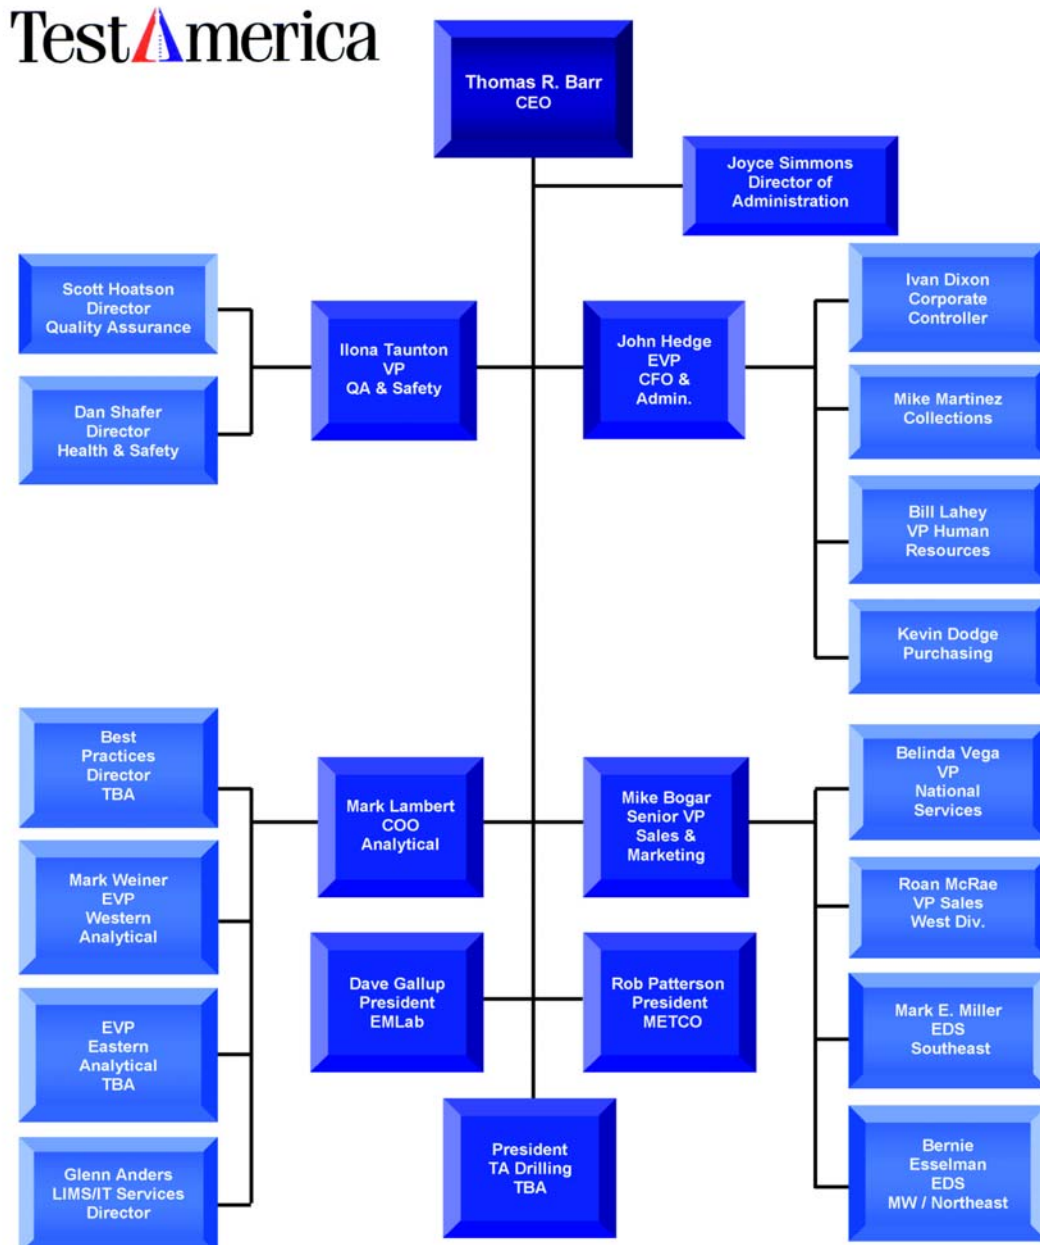 TestAmerica
Thomas R. Barr
CEO
Joyce Simmons
Director of
Administration
Scott Hoatson
Director
Quality Assurance
Dan Shafer
Director
Health & Safety
Ilona Taunton
VP
QA & Safety
John Hedge
EVP
CFO &
Admin.
Ivan Dixon
Corporate
Controller
Mike Martinez
Collections
Bill Lahey
VP Human
Resources
Kevin Dodge
Purchasing
Best
Practices
Director
TBA
Mark Weiner
EVP
Western
Analytical
EVP
Eastern
Analytical
TBA
Glenn Anders
LIMS/IT Services
Director
Mark Lambert
COO
Analytical
Mike Bogar
Senior VP
Sales &
Marketing
Dave Gallup
President
EMLab
Rob Patterson
President
METCO
President
TA Drilling
TBA
Belinda Vega
VP
National
Services
Roan McRae
VP Sales
West Div.
Mark E. Miller
EDS
Southeast
Bernie
Esselman
EDS
MW / Northeast